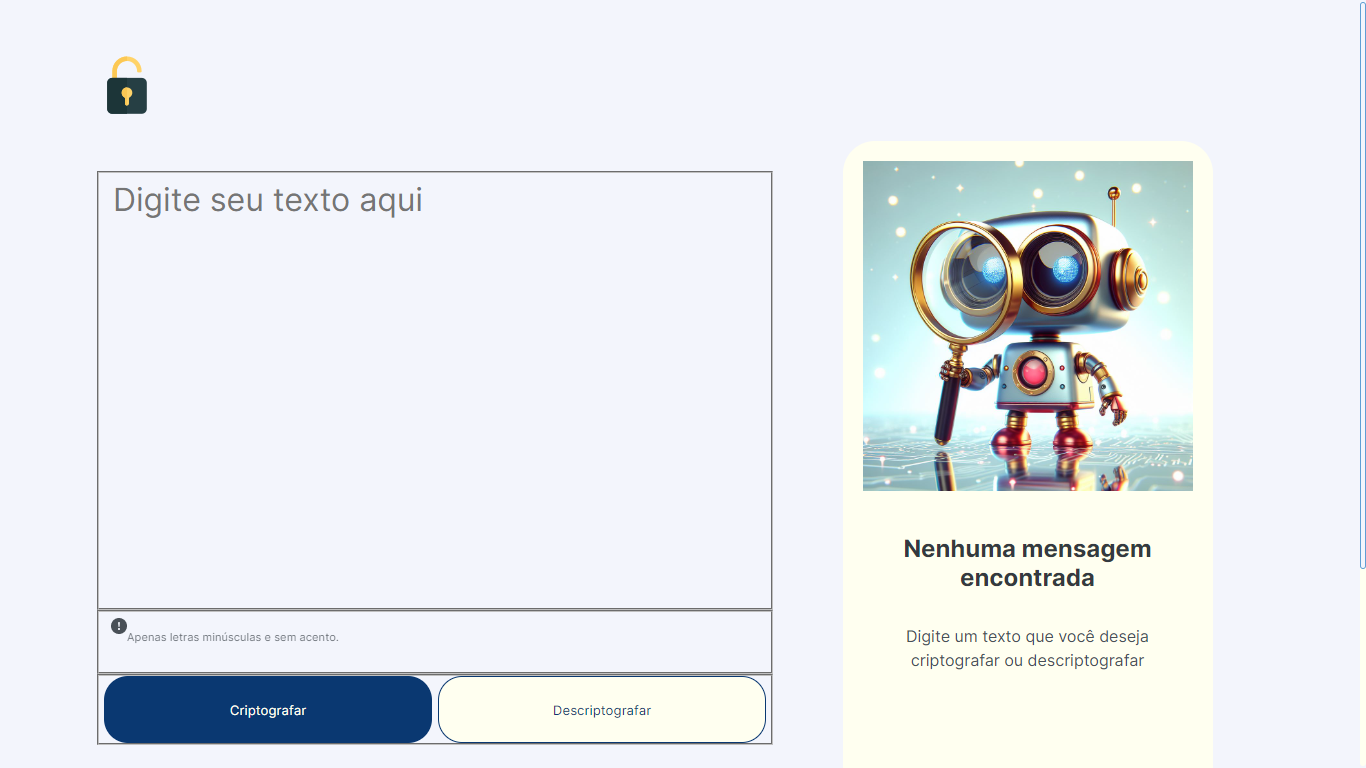 Digite seu texto aqui
Apenas letras minúsculas e sem acento.
Criptografar
Descriptografar
Nenhuma mensagem
encontrada
Digite um texto que você deseja
criptografar ou descriptografar